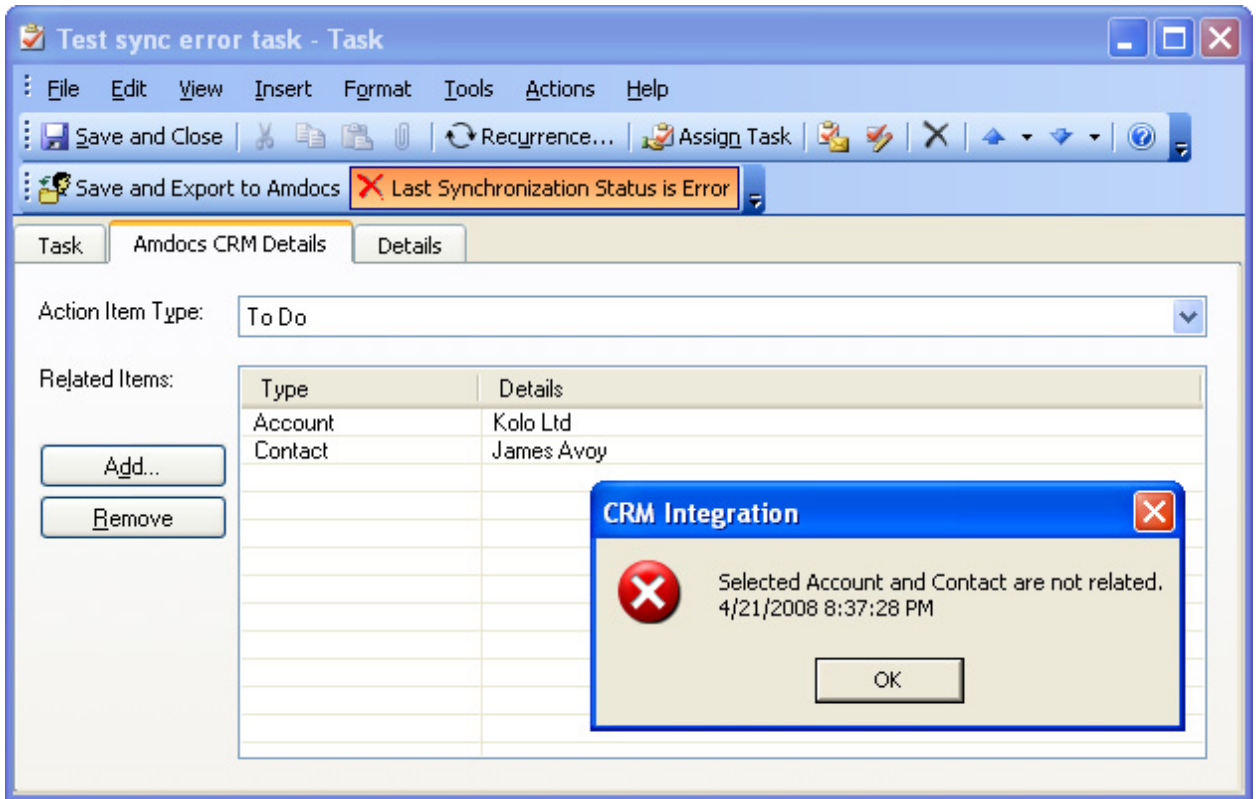 Test sync error task - Task
File Edit View Insert Format Tools Actions Help
Save and Close Recurrence... Assign Task
Save and Export to Amdocs Last Synchronization Status is Error
Task Amdocs CRM Details Details
Action Item Type: To Do
Related Items: Type Details
Account Kolo Ltd
Contact James Avoy
Add...
Remove
CRM Integration
Selected Account and Contact are not related.
4/21/2008 8:37:28 PM
OK